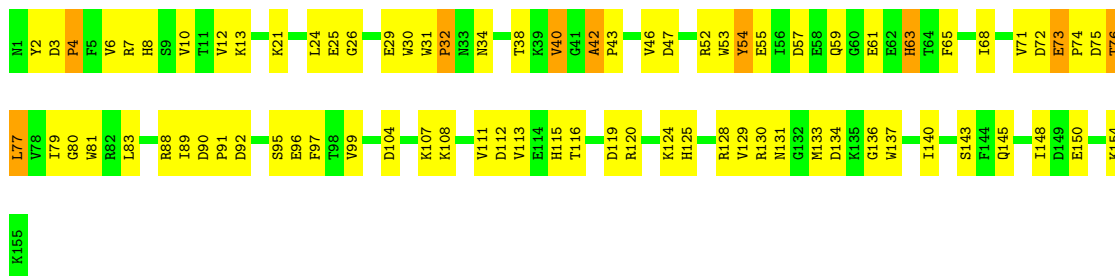 N1 Y2 D3 P4 F5 V6 R7 H8 S9 V10 T11 V12 K13 K21 L24 E25 G26 E29 W30 W31 P32 N33 N34 T38 K39 V40 G41 A42 P43 V46 D47 R52 W53 Y54 E55 I56 D57 E58 Q59 G60 E61 E62 H63 T64 F65 I68 V71 D72 E73 P74 D75 T76
L77 V78 I79 G80 W81 R82 L83 R88 I89 D90 P91 D92 S95 E96 F97 T98 V99 D104 K107 K108 V111 D112 V113 E114 H115 T116 D119 R120 K124 H125 R128 V129 R130 N131 G132 M133 D134 K135 G136 W137 I140 S143 F144 Q145 I148 D149 E150 K154
K155